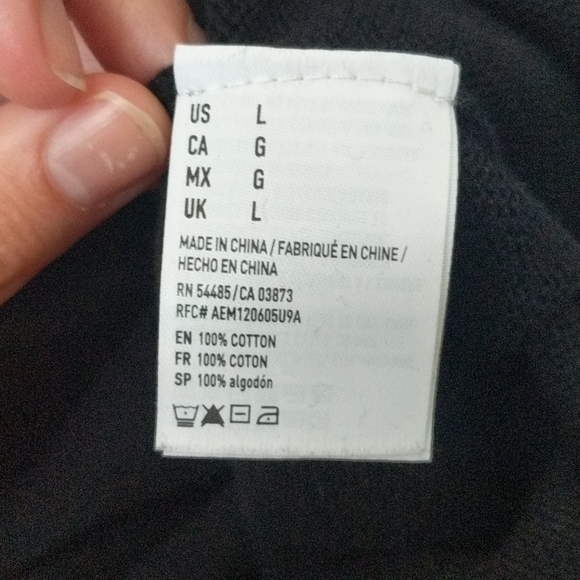 US L
CA G
MX G
UK L
MADE IN CHINA / FABRIQUÉ EN CHINE /
HECHO EN CHINA
RN 54485 / CA 03873
RFC# AEM120605U9A
EN 100% COTTON
FR 100% COTON
SP 100% algodón